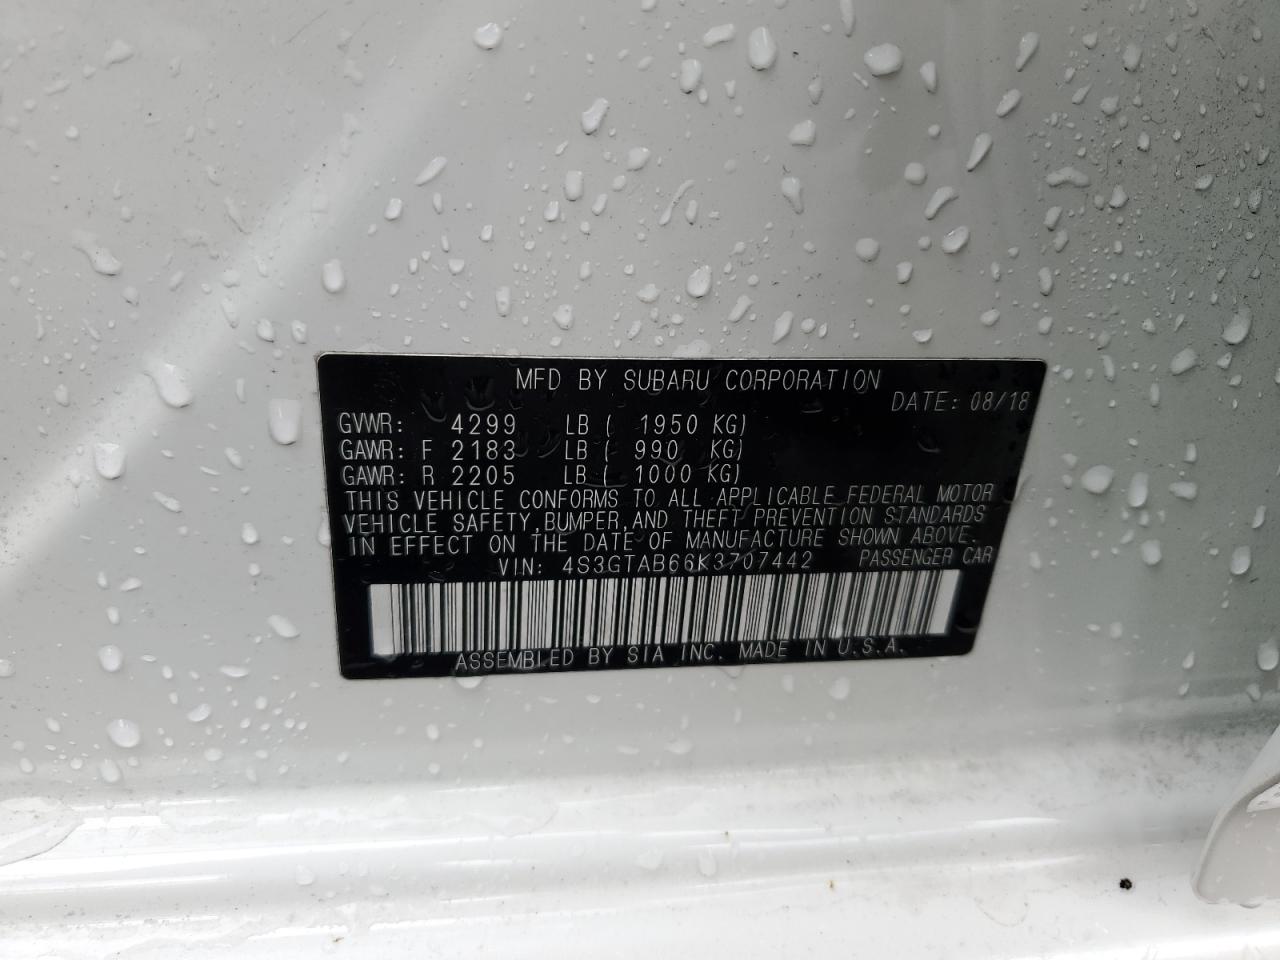 MFD BY SUBARU CORPORATION
DATE: 08/18
GVWR: 4299 LB ( 1950 KG)
GAWR: F 2183 LB ( 990 KG)
GAWR: R 2205 LB ( 1000 KG)
THIS VEHICLE CONFORMS TO ALL APPLICABLE FEDERAL MOTOR
VEHICLE SAFETY, BUMPER, AND THEFT PREVENTION STANDARDS
IN EFFECT ON THE DATE OF MANUFACTURE SHOWN ABOVE.
VIN: 4S3GTAB66K3707442 PASSENGER CAR
ASSEMBLED BY SIA INC. MADE IN U.S.A.